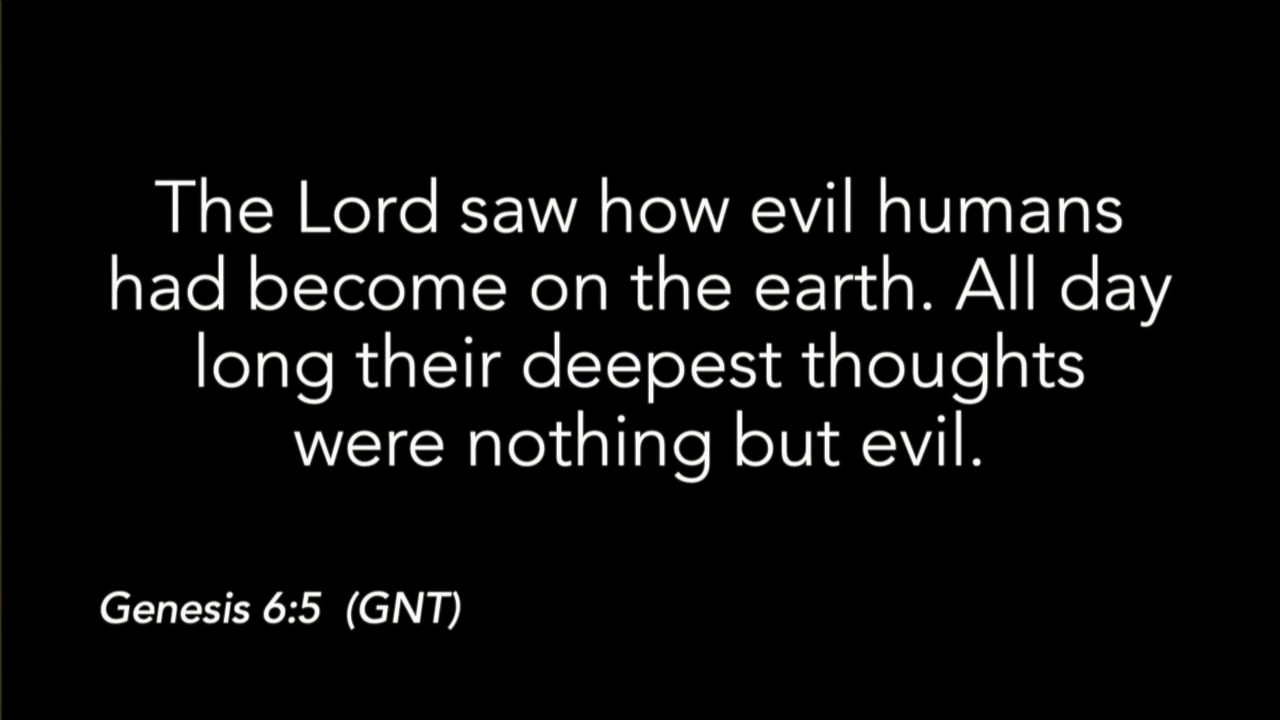 The Lord saw how evil humans
had become on the earth. All day
long their deepest thoughts
were nothing but evil.
Genesis 6:5 (GNT)